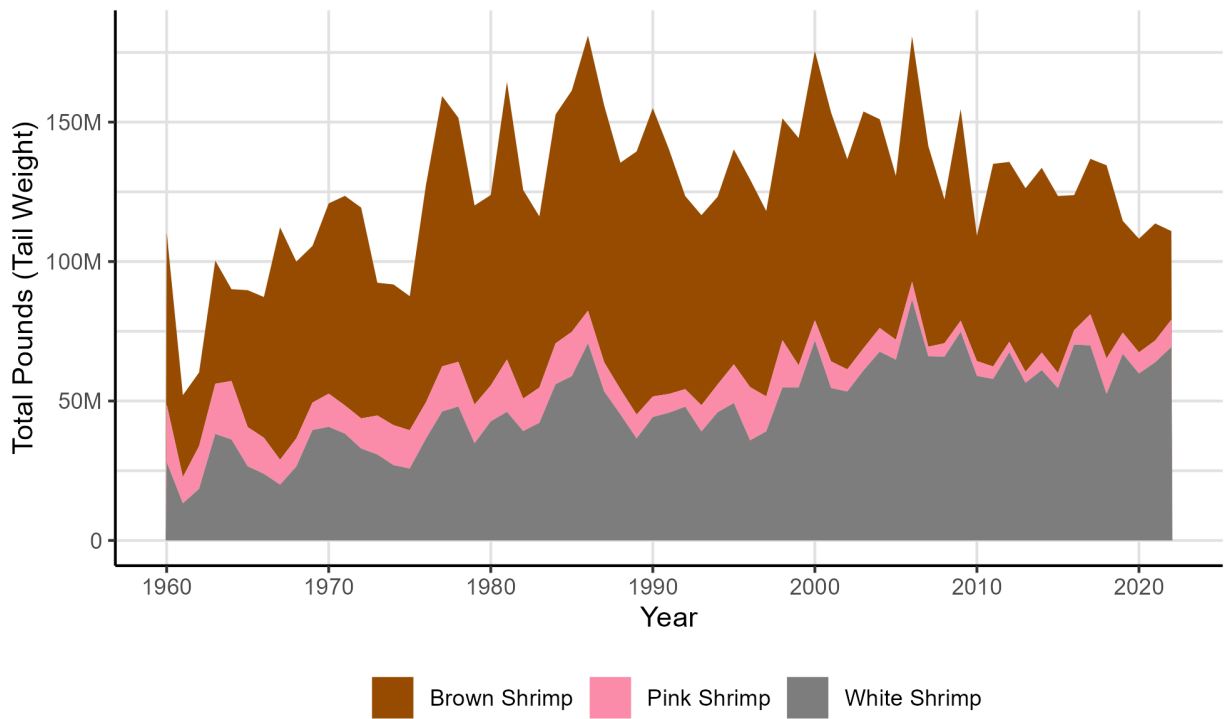 Total Pounds (Tail Weight)
150M
100M
50M
0
1960 1970 1980 1990 2000 2010 2020
Year
Brown Shrimp Pink Shrimp White Shrimp